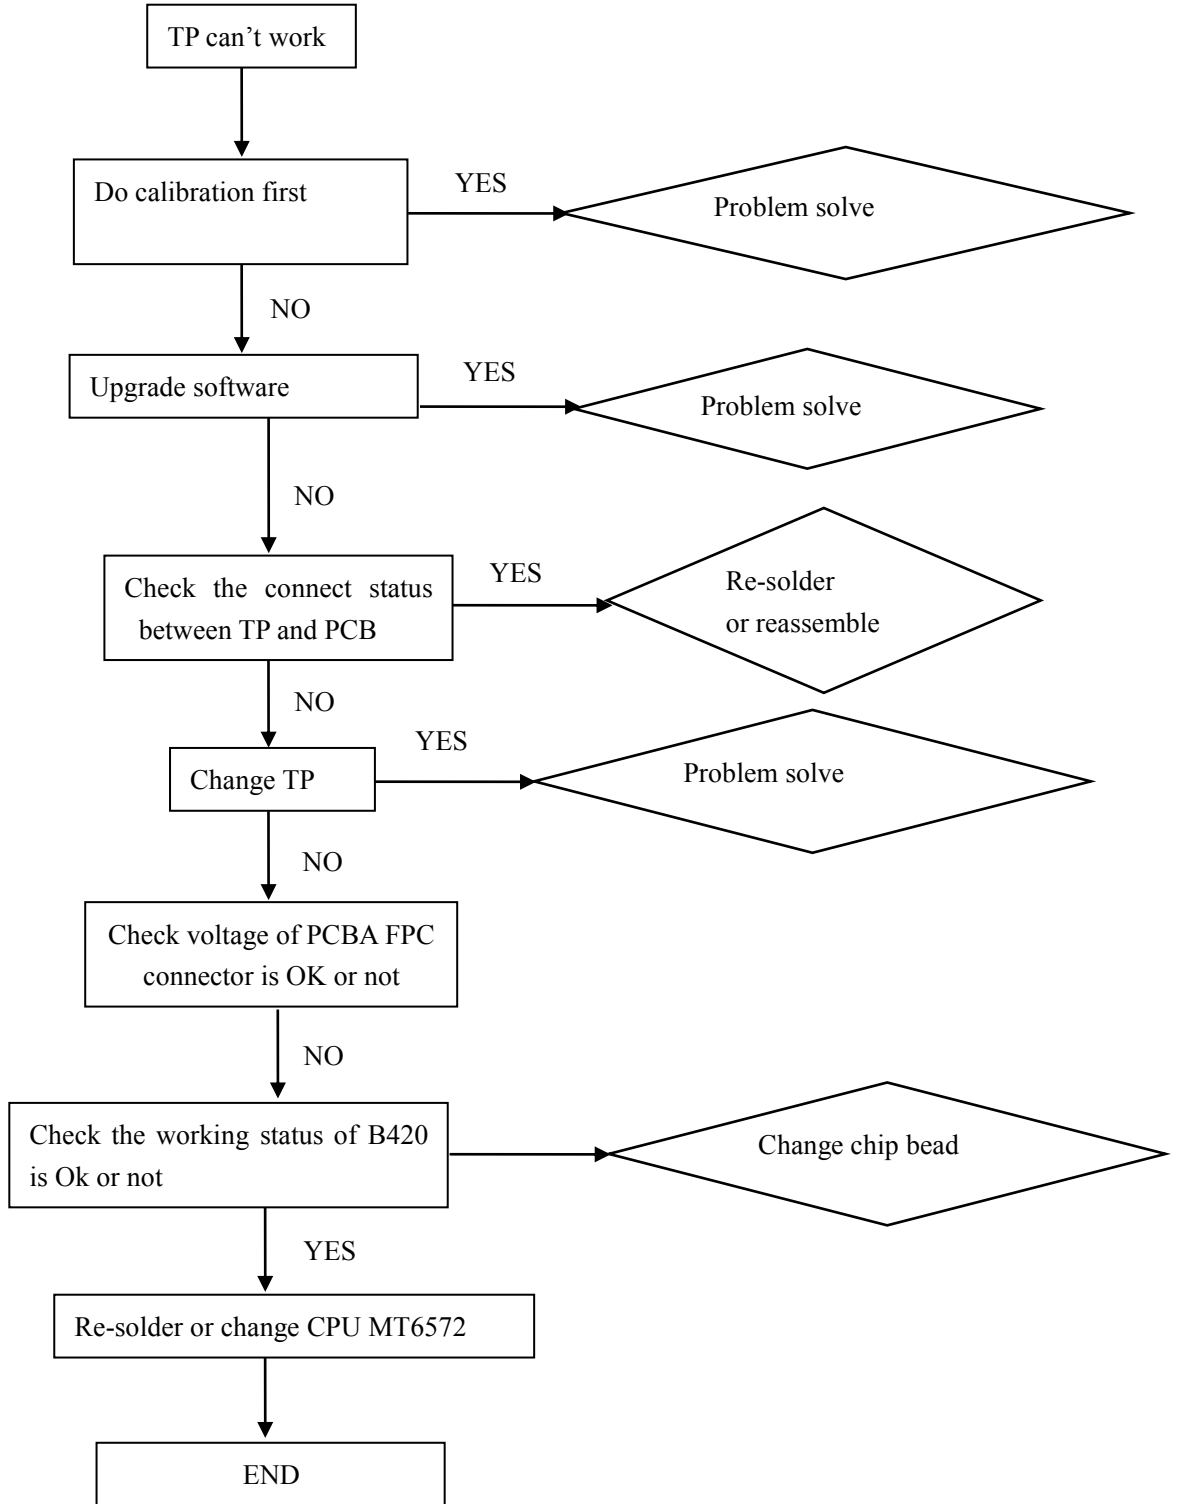 TP can’t work
Do calibration first
YES
Problem solve
NO
Upgrade software
YES
Problem solve
NO
Check the connect status
between TP and PCB
YES
Re-solder
or reassemble
NO
Change TP
YES
Problem solve
NO
Check voltage of PCBA FPC
connector is OK or not
NO
Check the working status of B420
is Ok or not
Change chip bead
YES
Re-solder or change CPU MT6572
END